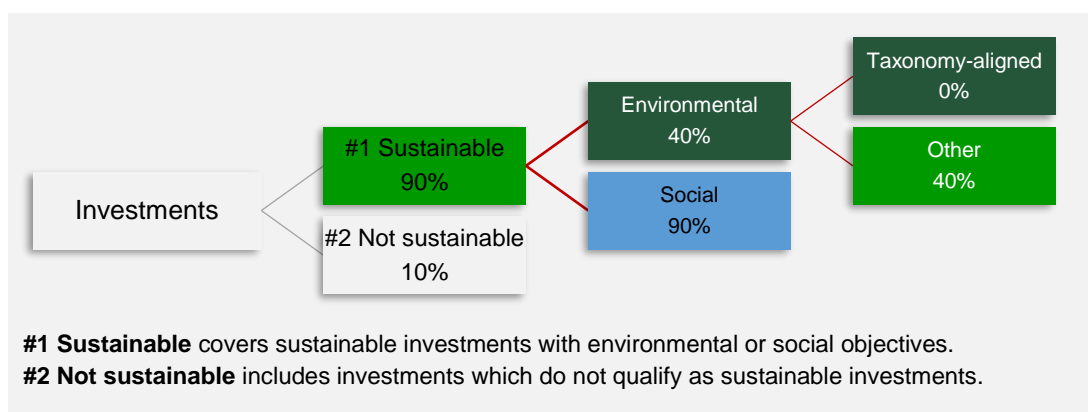 Taxonomy-aligned
0%
Environmental
40%
#1 Sustainable
90%
Other
40%
Investments
Social
90%
#2 Not sustainable
10%
#1 Sustainable covers sustainable investments with environmental or social objectives.
#2 Not sustainable includes investments which do not qualify as sustainable investments.